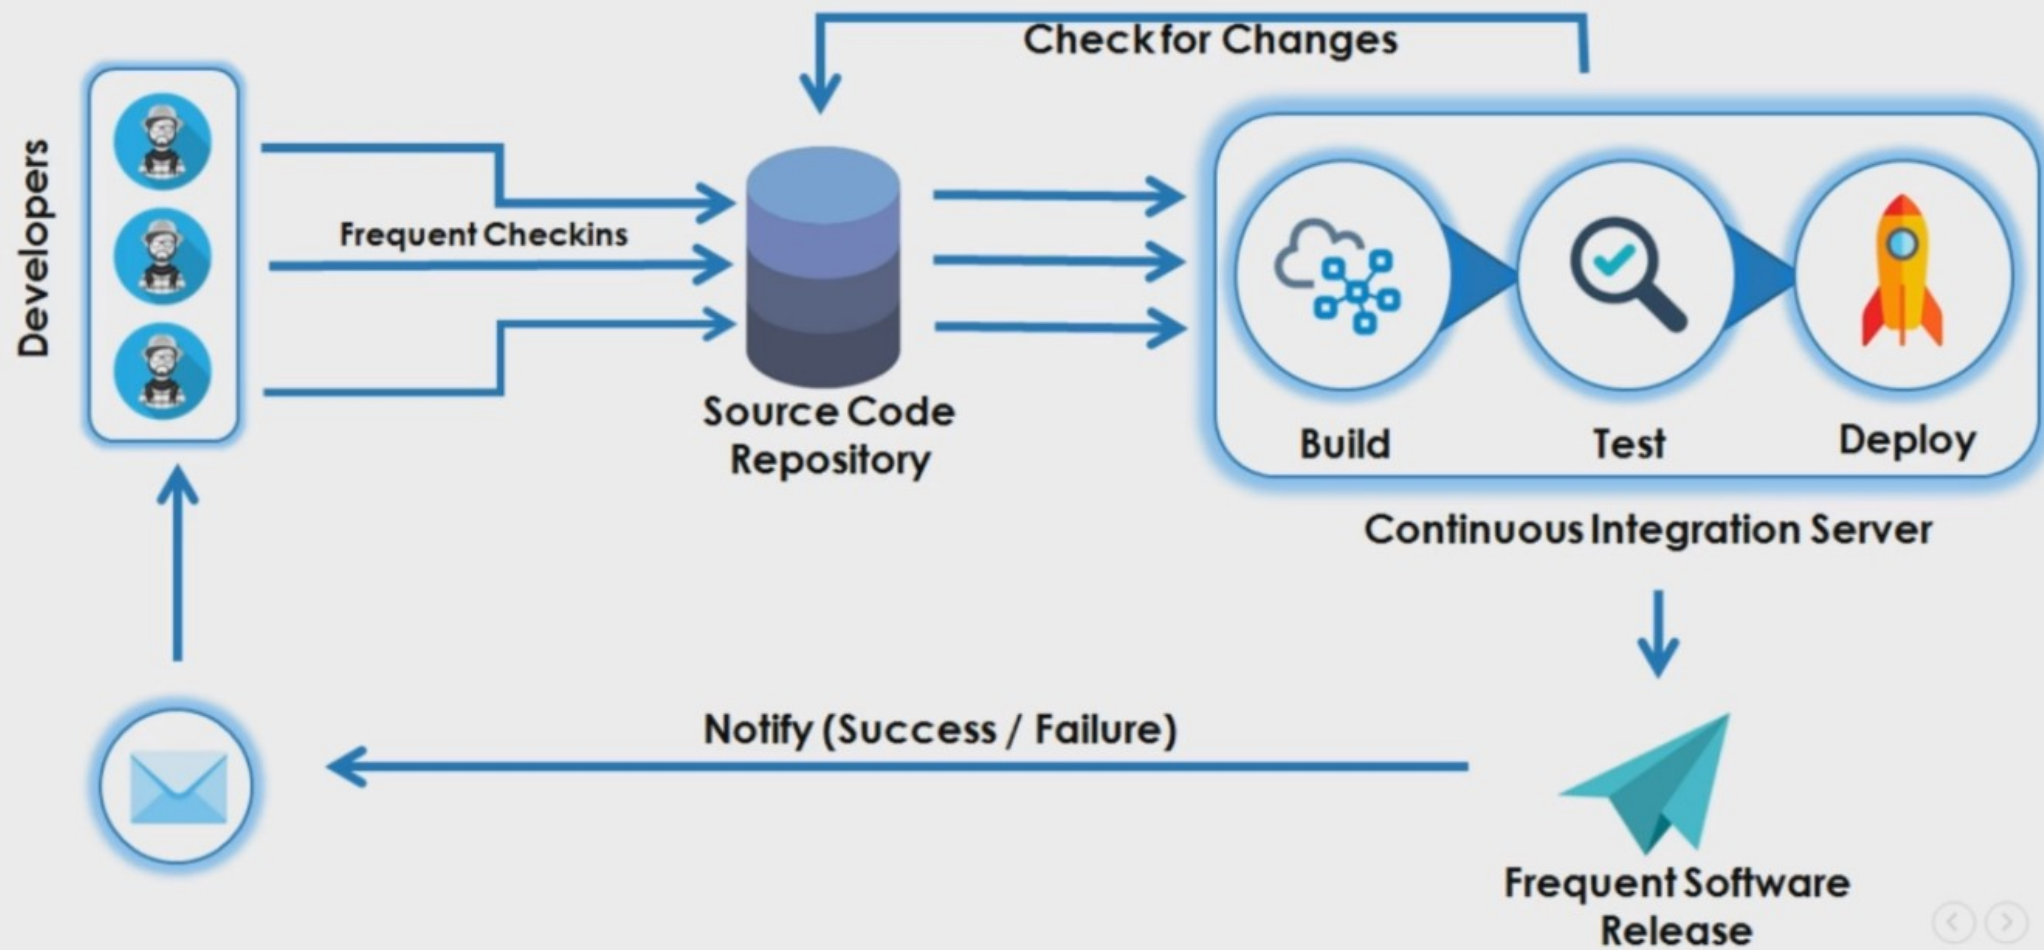 Check for Changes
Developers
Frequent Checkins
Source Code
Repository
Build
Test
Deploy
Continuous Integration Server
Notify (Success / Failure)
Frequent Software
Release